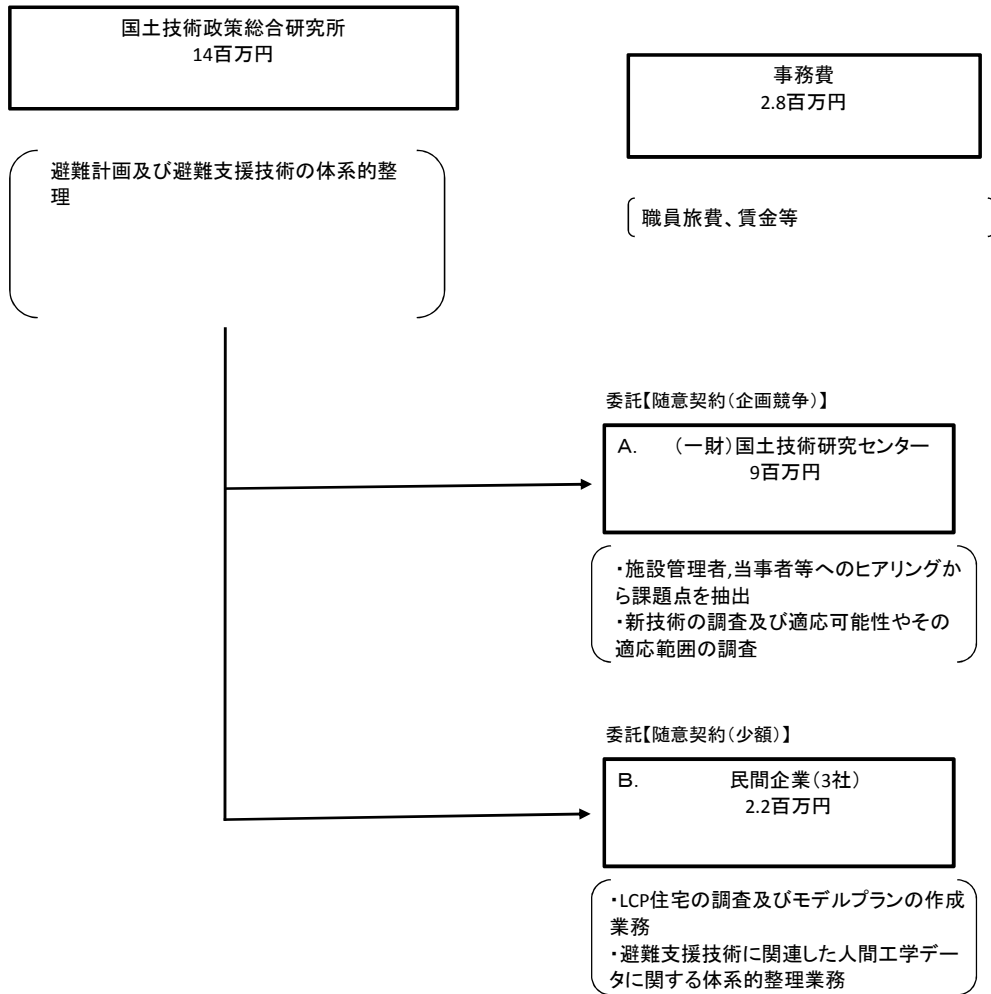 国土技術政策総合研究所
14百万円
事務費
2.8百万円
避難計画及び避難支援技術の体系的整
理
職員旅費、賃金等
委託【随意契約（企画競争）】
A. （一財）国土技術研究センター
9百万円
・施設管理者,当事者等へのヒアリングか
ら課題点を抽出
・新技術の調査及び適応可能性やその
適応範囲の調査
委託【随意契約（少額）】
B. 民間企業（3社）
2.2百万円
・LCP住宅の調査及びモデルプランの作成
業務
・避難支援技術に関連した人間工学デー
タに関する体系的整理業務